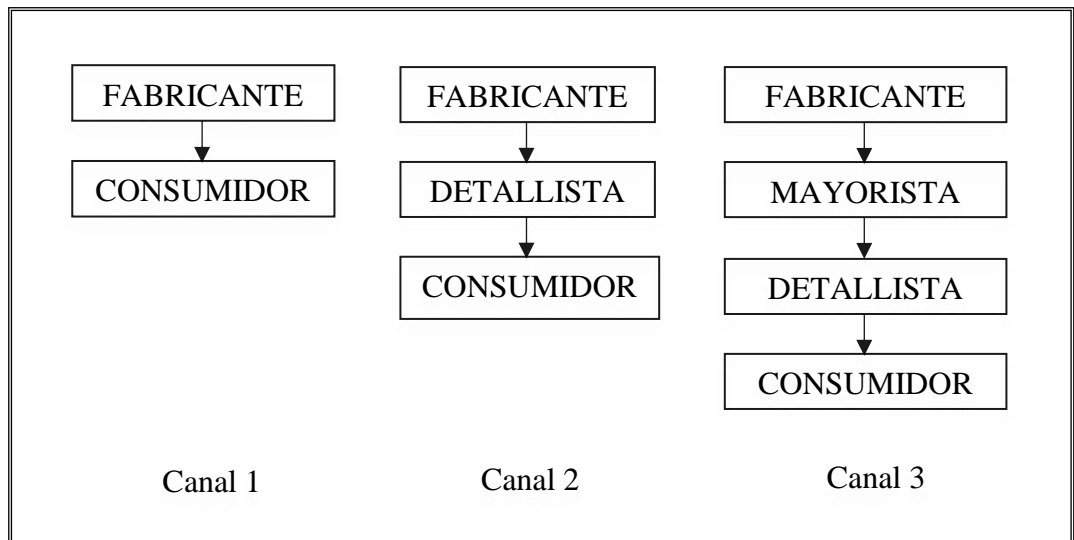 FABRICANTE
CONSUMIDOR
Canal 1
FABRICANTE
DETALLISTA
CONSUMIDOR
Canal 2
FABRICANTE
MAYORISTA
DETALLISTA
CONSUMIDOR
Canal 3